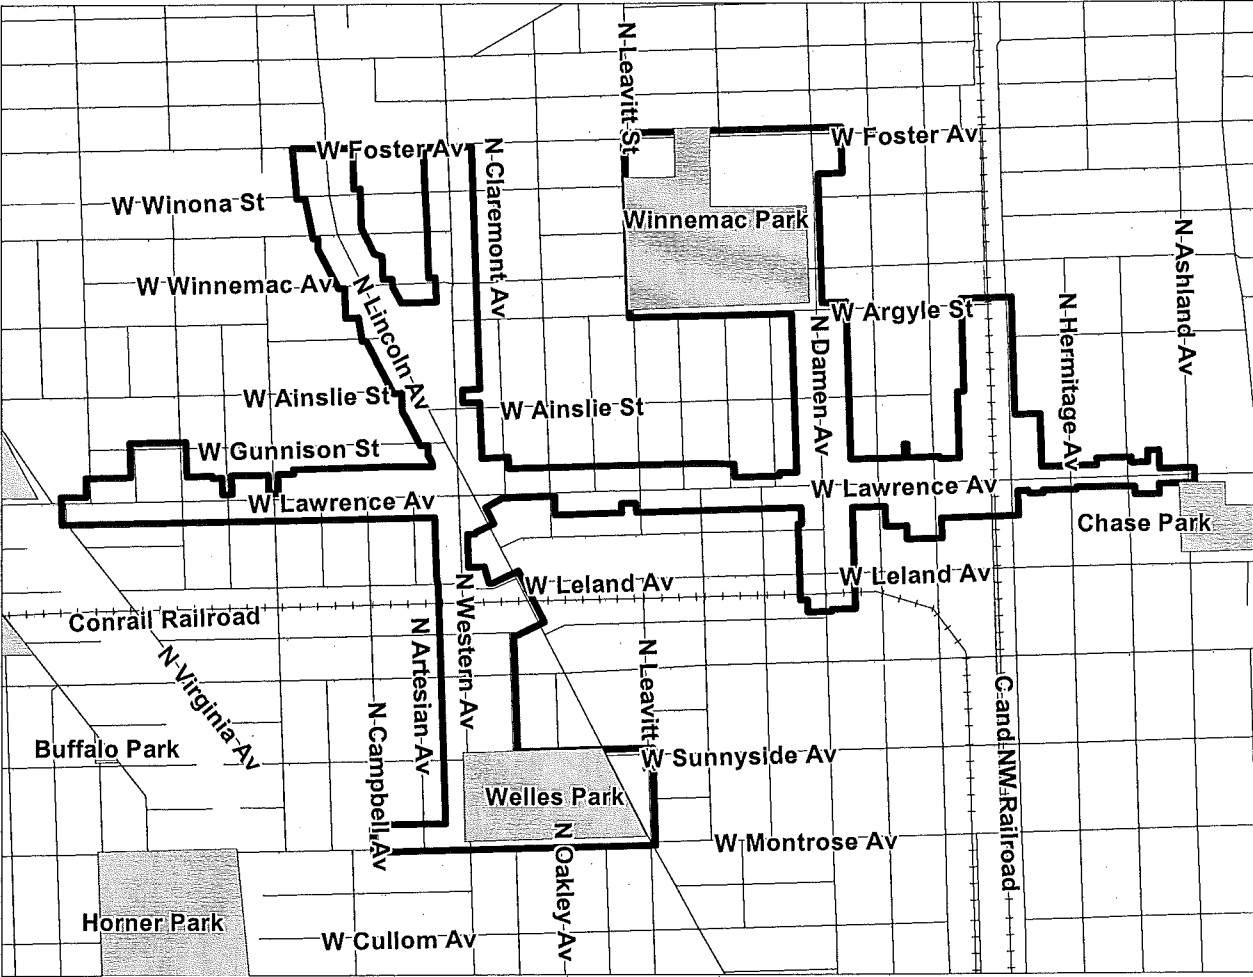 N Leavitt St
W Foster Av
W Foster Av
N Claremont Av
W Winona St
Winnemac Park
N Ashland Av
W Winnemac Av
N Lincoln Av
W Argyle St
N Hermitage Av
N Damen Av
W Ainslie St
W Ainslie St
W Gunnison St
W Lawrence Av
W Lawrence Av
Chase Park
W Leland Av
W Leland Av
N Western Av
Conrail Railroad
N Artesian Av
N Virginia Av
N Leavitt
C and NW Railroad
N Campbell Av
Buffalo Park
W Sunnyside Av
Welles Park
N Oakley Av
W Montrose Av
Horner Park
W Cullom Av